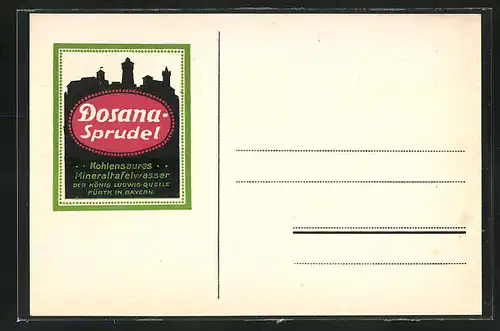 Dosana-
Sprudel
Kohlensaures
Mineraltafelwasser
DER KÖNIG LUDWIG-QUELLE
FÜRTH IN BAYERN